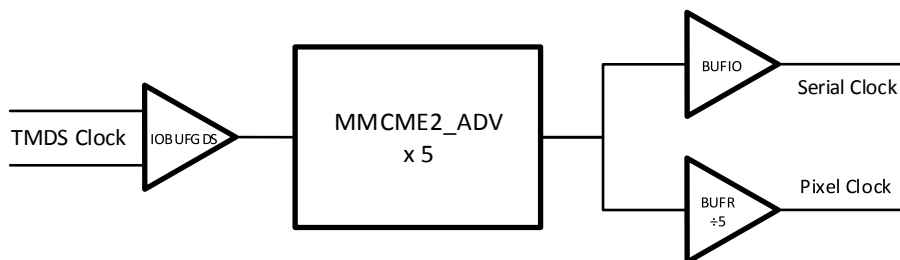 TMDS Clock
IOBUFGDS
MMCME2_ADV
x 5
BUFIO
Serial Clock
BUFR
÷5
Pixel Clock